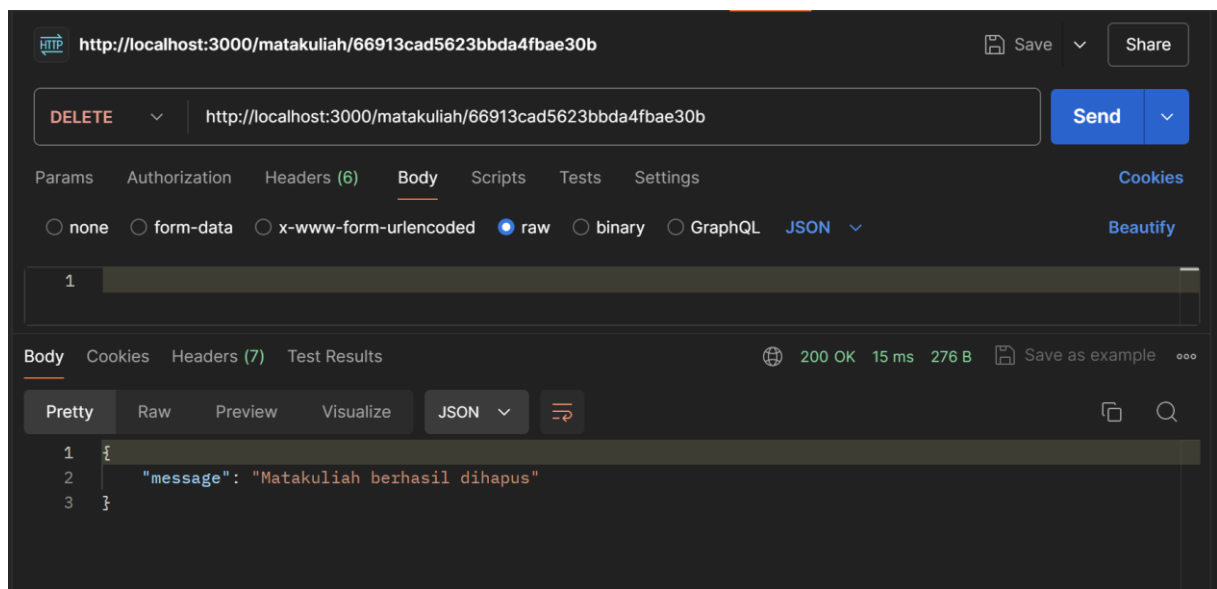 HTTP http://localhost:3000/matakuliah/66913cad5623bbda4fbae30b Save Share
DELETE http://localhost:3000/matakuliah/66913cad5623bbda4fbae30b Send
Params Authorization Headers (6) Body Scripts Tests Settings Cookies
none form-data x-www-form-urlencoded raw binary GraphQL JSON Beautify
1
Body Cookies Headers (7) Test Results 200 OK 15 ms 276 B Save as example
Pretty Raw Preview Visualize JSON
1 {
2 "message": "Matakuliah berhasil dihapus"
3 }